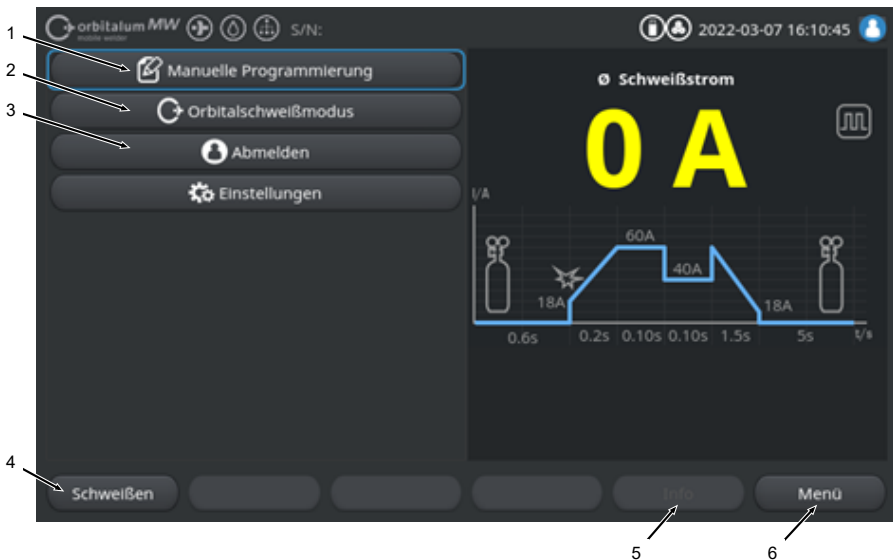 orbitalum MW
mobile welder
S/N:
2022-03-07 16:10:45
1
Manuelle Programmierung
2
Orbitalschweißmodus
3
Abmelden
Einstellungen
Ø Schweißstrom
0 A
I/A
60A
40A
18A
18A
0.6s 0.2s 0.10s 0.10s 1.5s 5s t/s
4
Schweißen
Info
Menü
5
6